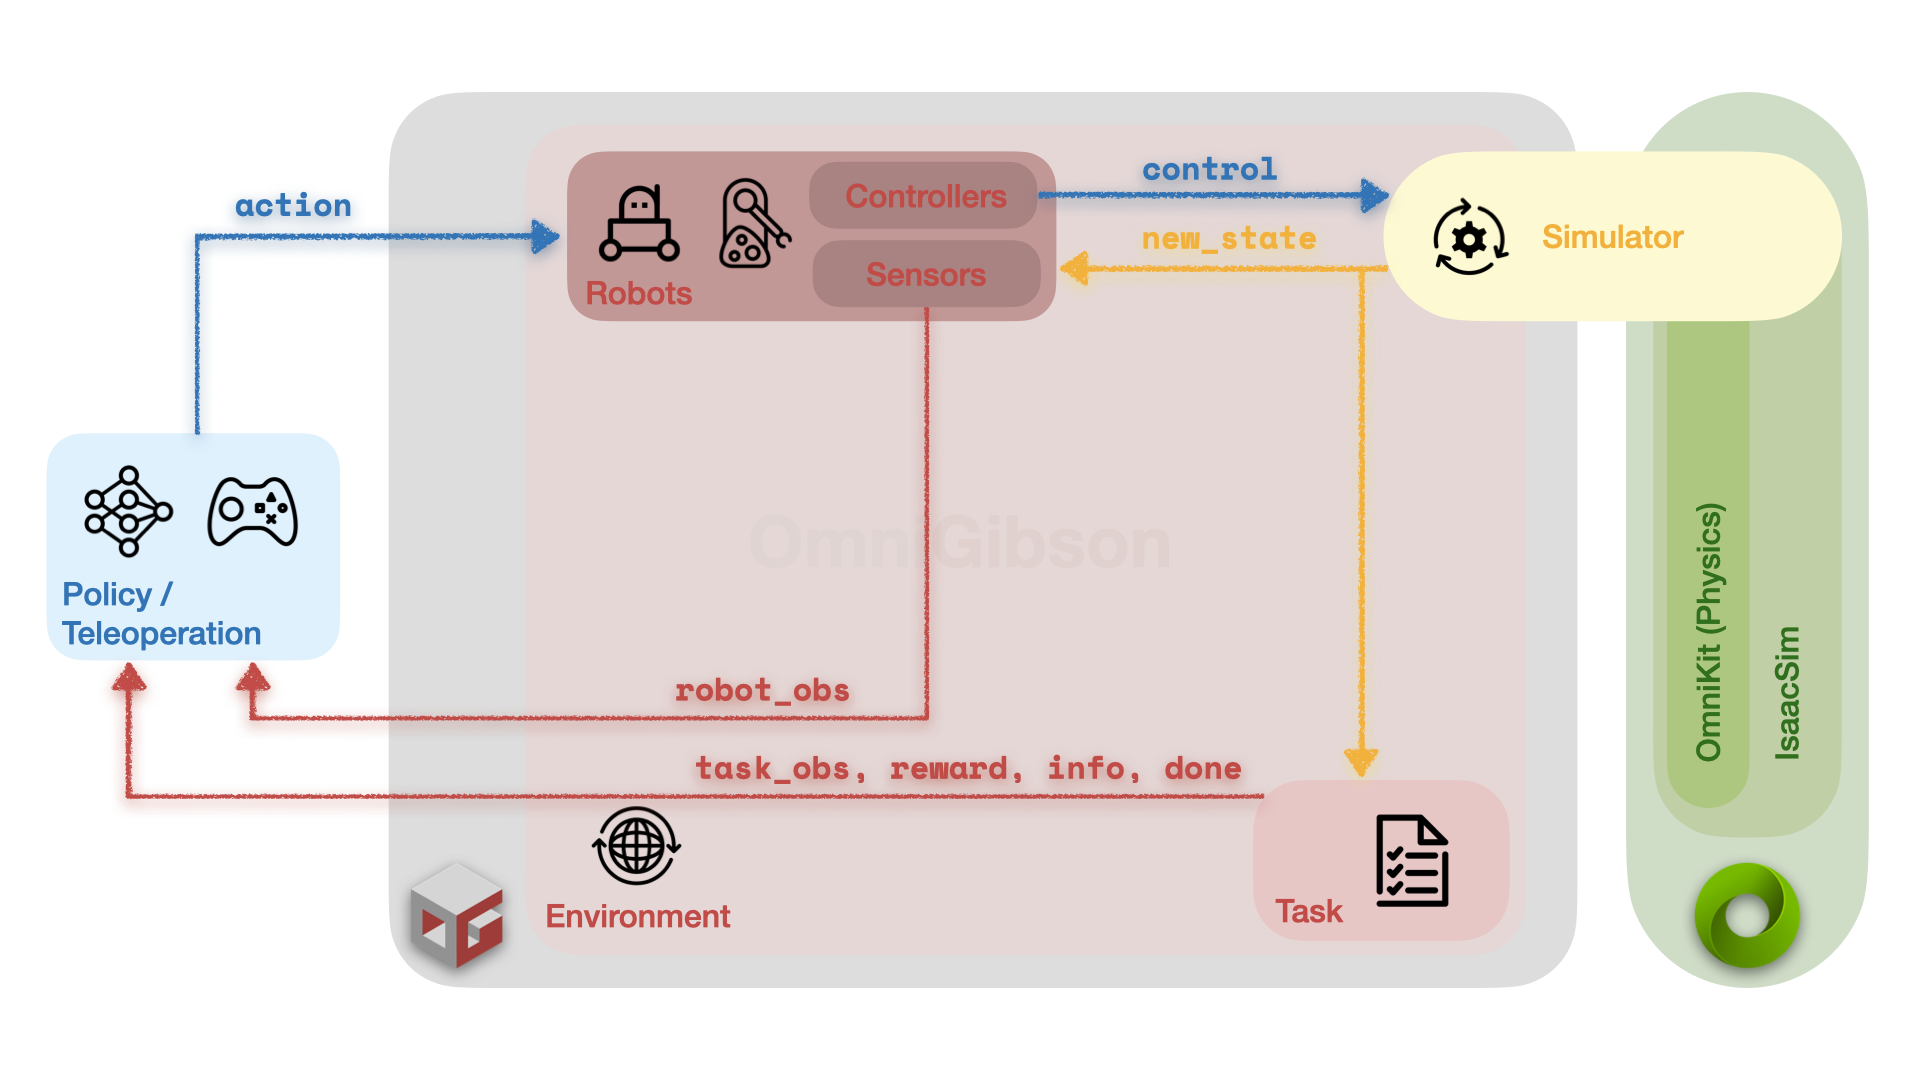 action
Robots
Controllers
Sensors
control
new_state
Simulator
Policy /
Teleoperation
OmniGibson
robot_obs
task_obs, reward, info, done
Environment
Task
OmniKit (Physics)
IsaacSim